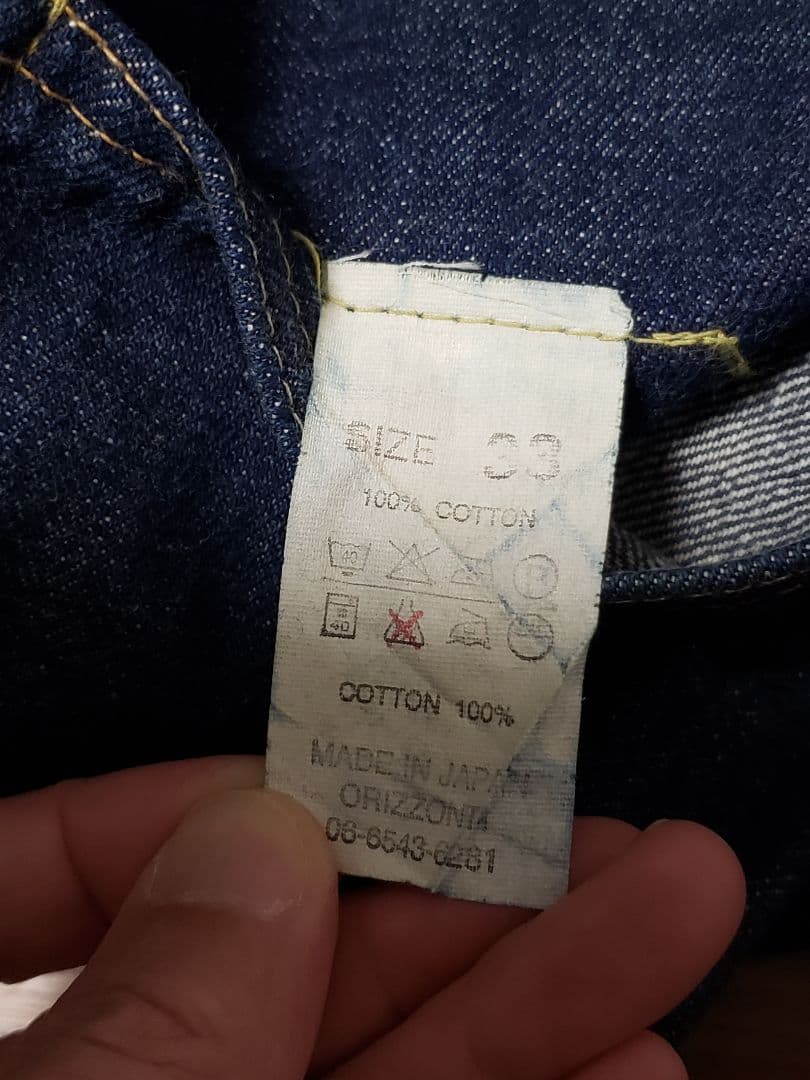 SIZE 33
100% COTTON
COTTON 100%
MADE IN JAPAN
ORIZZONTI
06-6543-6281